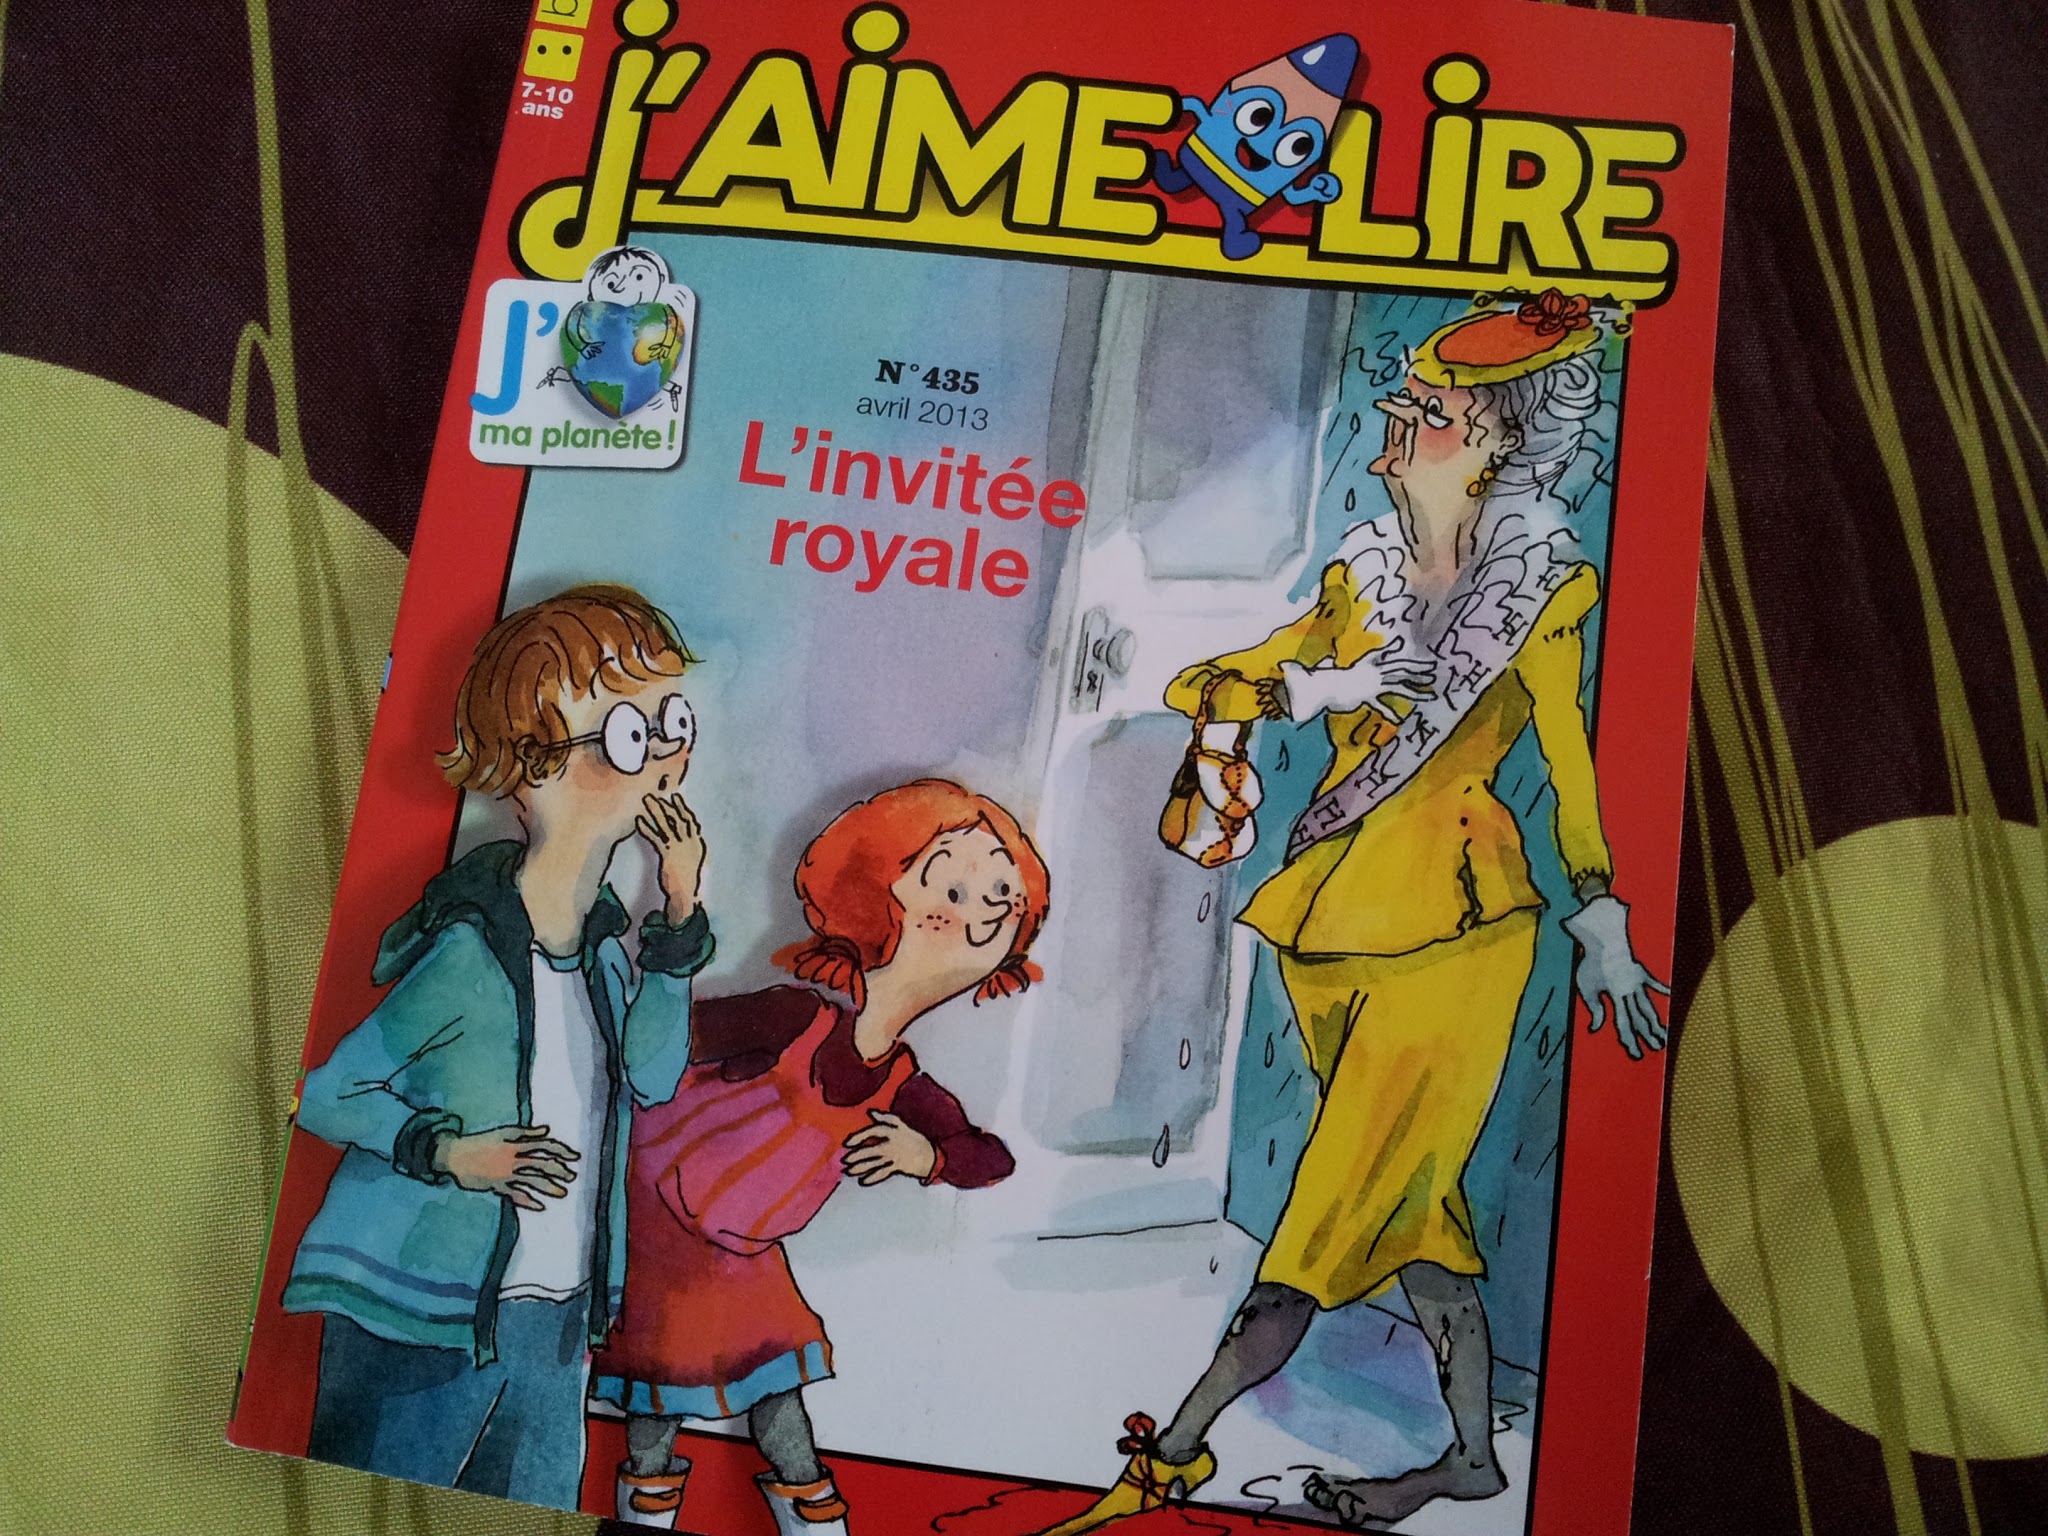 7-10
ans
J'AIME LIRE
J'
ma planète!
N°435
avril 2013
L'invitée
royale